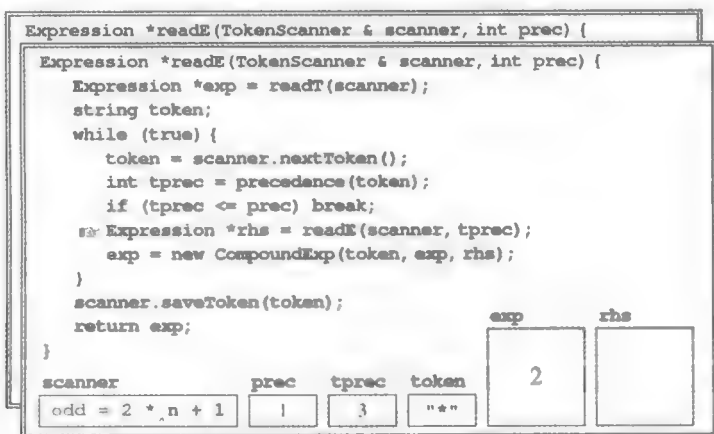 Expression *readE(TokenScanner & scanner, int prec) {
Expression *readE(TokenScanner & scanner, int prec) {
Expression *exp = readT(scanner);
string token;
while (true) {
token = scanner.nextToken();
int tprec = precedence(token);
if (tprec <= prec) break;
Expression *rhs = readE(scanner, tprec);
exp = new CompoundExp(token, exp, rhs);
}
scanner.saveToken(token);
return exp;
}
exp rhs
2
scanner prec tprec token
odd = 2 *^n + 1 1 3 "*"